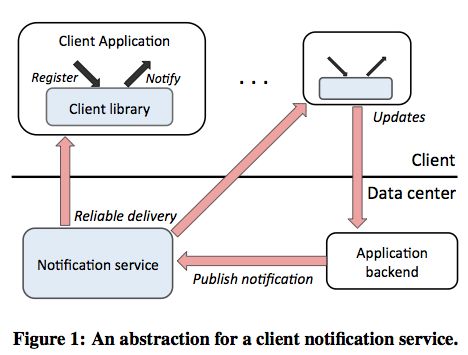 Client Application
Register
Notify
Client library
. . .
Updates
Client
Data center
Reliable delivery
Notification service
Publish notification
Application
backend
Figure 1: An abstraction for a client notification service.